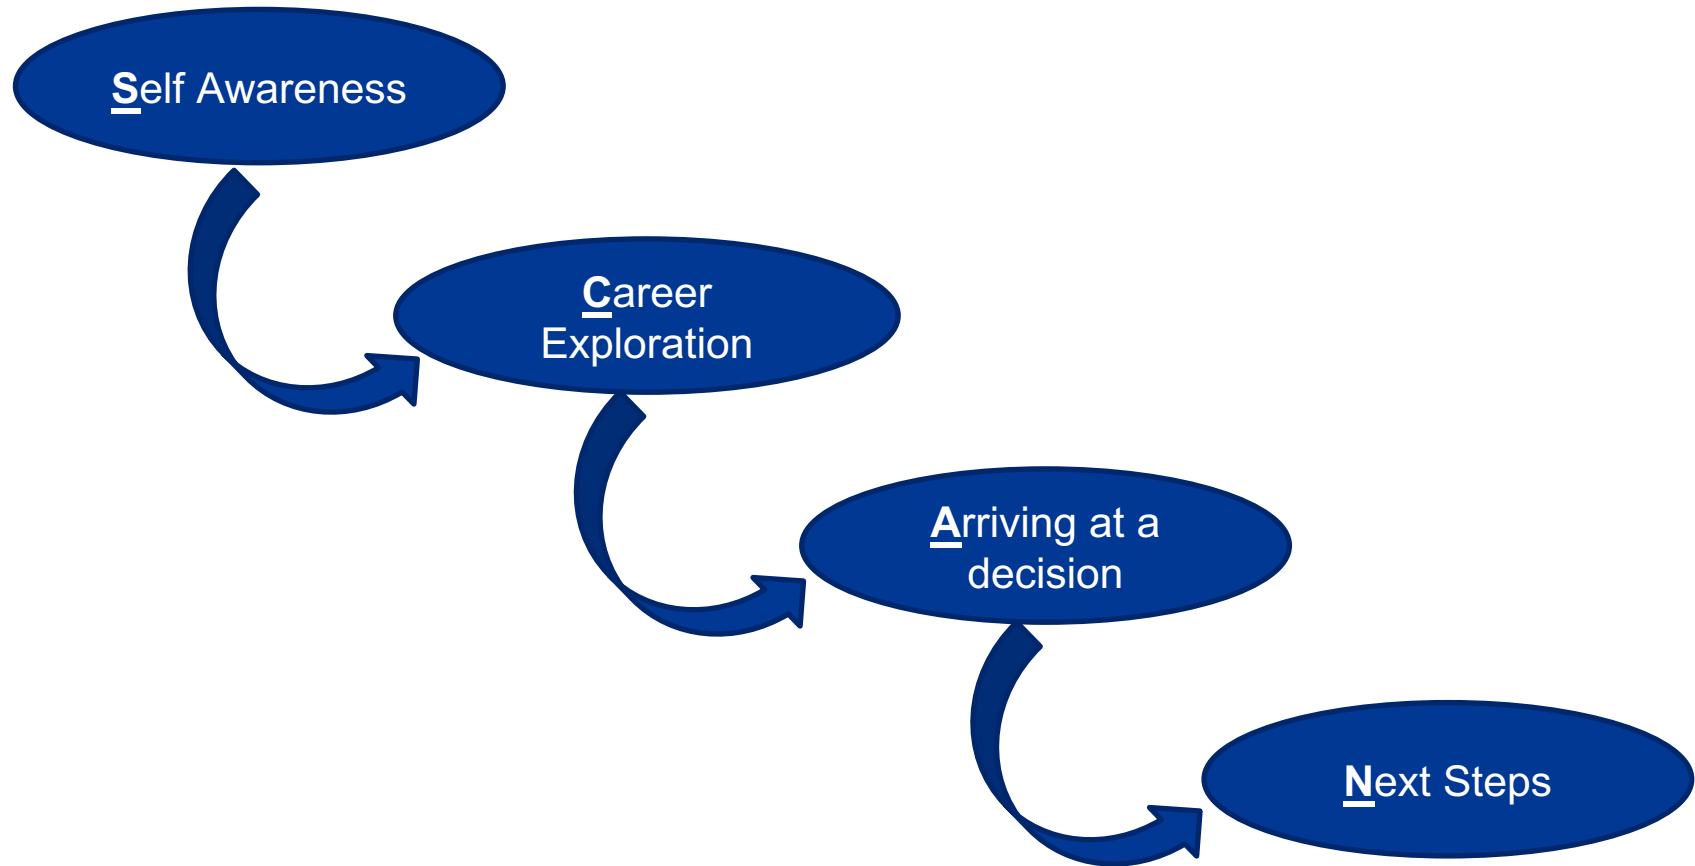 Self Awareness
Career
Exploration
Arriving at a
decision
Next Steps